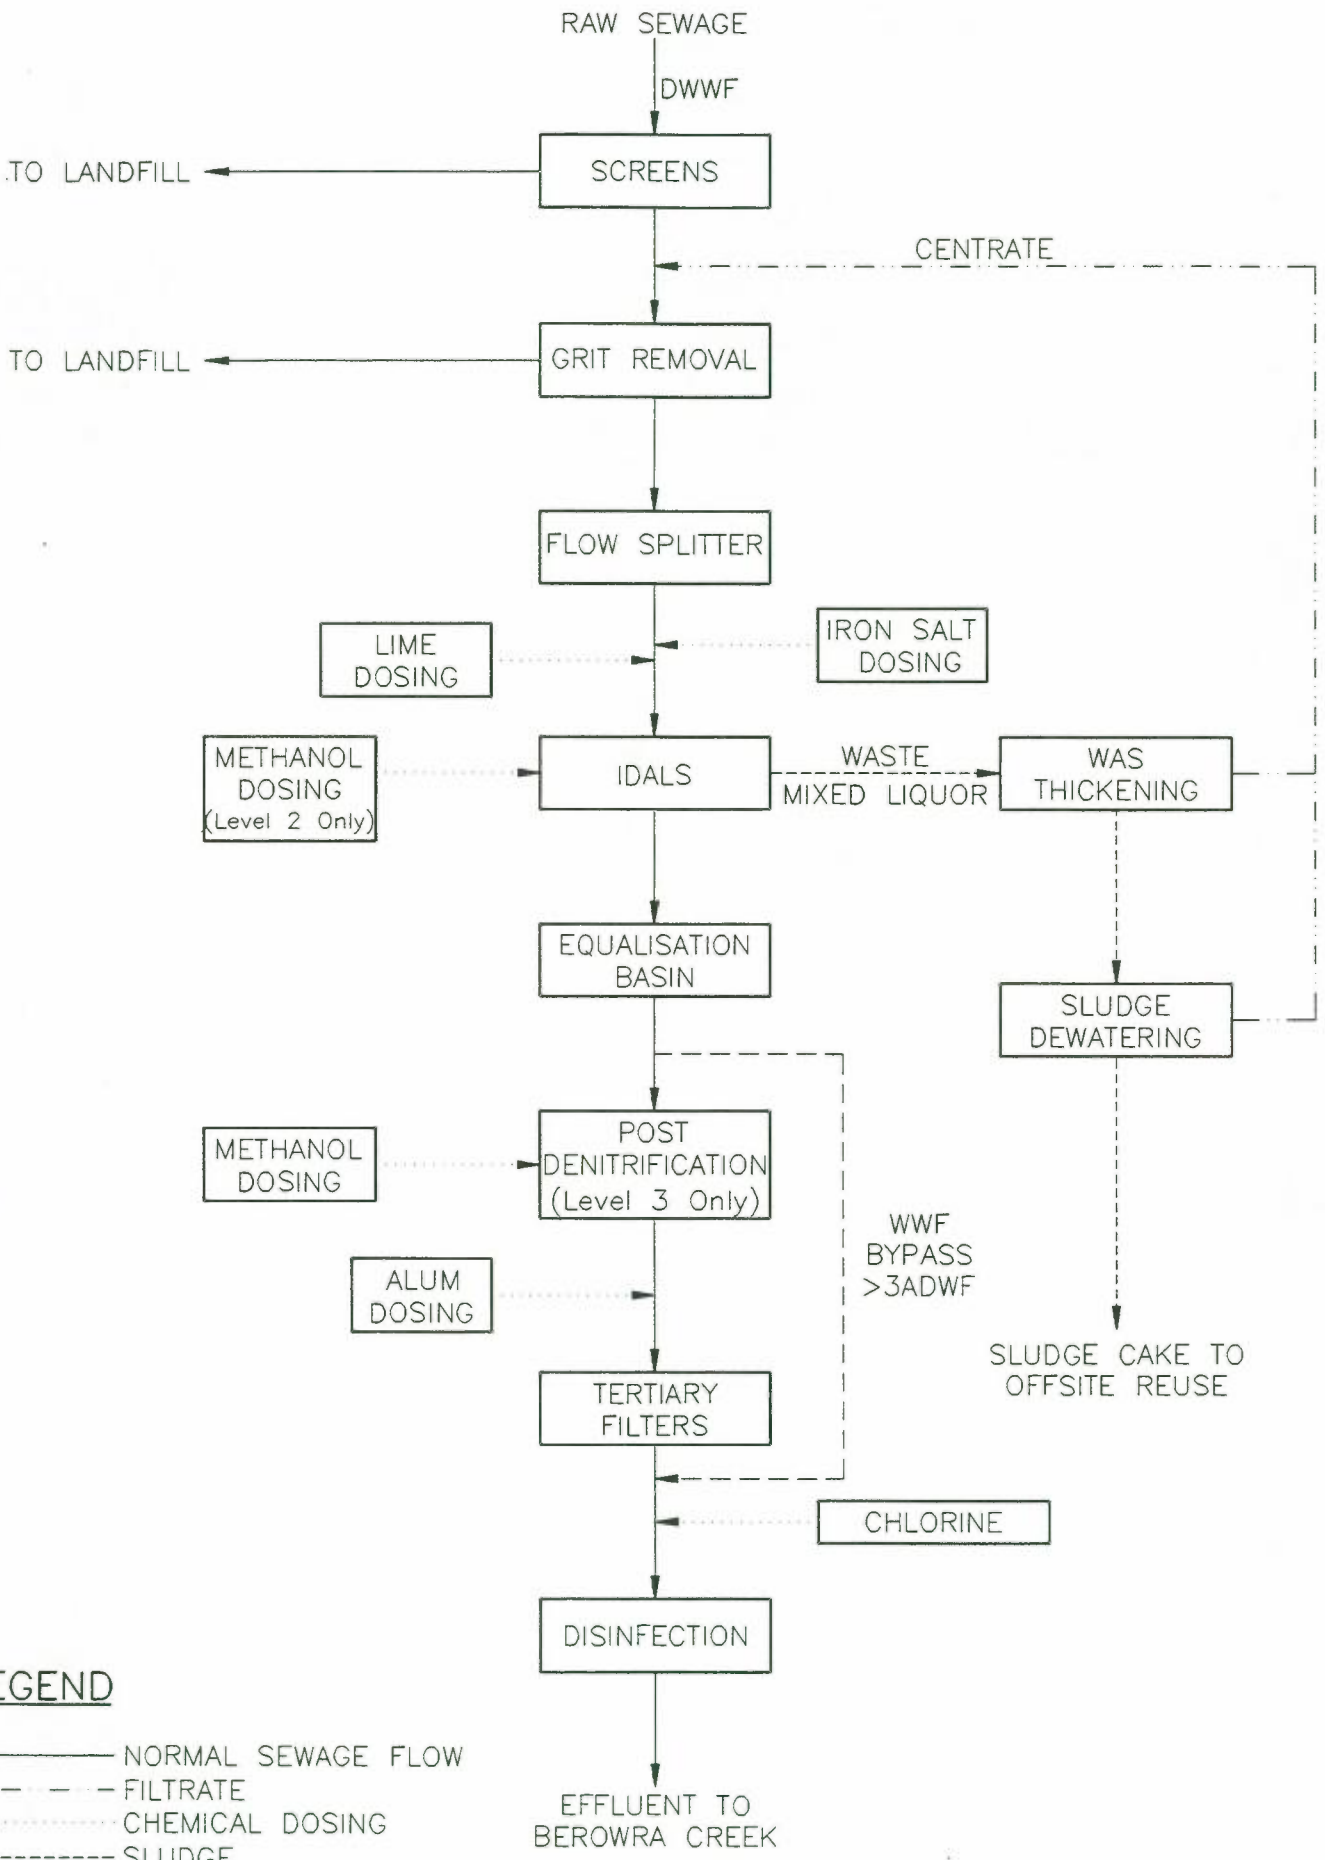 RAW SEWAGE
DWWF
SCREENS
TO LANDFILL
CENTRATE
GRIT REMOVAL
TO LANDFILL
FLOW SPLITTER
LIME
DOSING
IRON SALT
DOSING
METHANOL
DOSING
(Level 2 Only)
IDALS
WASTE
MIXED LIQUOR
WAS
THICKENING
EQUALISATION
BASIN
SLUDGE
DEWATERING
METHANOL
DOSING
POST
DENITRIFICATION
(Level 3 Only)
WWF
BYPASS
>3ADWF
ALUM
DOSING
SLUDGE CAKE TO
OFFSITE REUSE
TERTIARY
FILTERS
CHLORINE
DISINFECTION
EGEND
NORMAL SEWAGE FLOW
FILTRATE
CHEMICAL DOSING
SLUDGE
EFFLUENT TO
BEROWRA CREEK